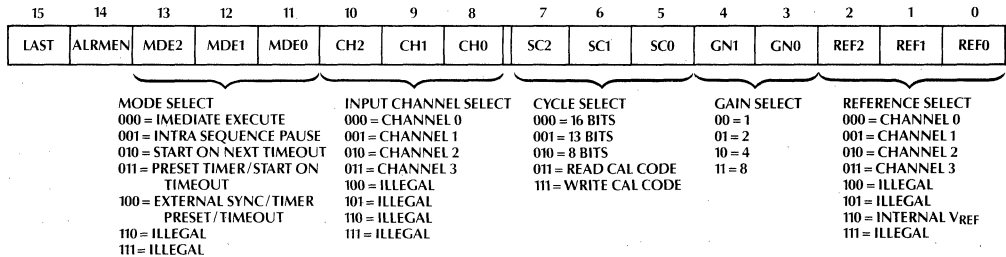 15 14 13 12 11 10 9 8 7 6 5 4 3 2 1 0
LAST ALRMEN MDE2 MDE1 MDE0 CH2 CH1 CH0 SC2 SC1 SC0 GN1 GN0 REF2 REF1 REF0
MODE SELECT
000 = IMEDIATE EXECUTE
001 = INTRA SEQUENCE PAUSE
010 = START ON NEXT TIMEOUT
011 = PRESET TIMER/START ON
TIMEOUT
100 = EXTERNAL SYNC/TIMER
PRESET/TIMEOUT
110 = ILLEGAL
111 = ILLEGAL
INPUT CHANNEL SELECT
000 = CHANNEL 0
001 = CHANNEL 1
010 = CHANNEL 2
011 = CHANNEL 3
100 = ILLEGAL
101 = ILLEGAL
110 = ILLEGAL
111 = ILLEGAL
CYCLE SELECT
000 = 16 BITS
001 = 13 BITS
010 = 8 BITS
011 = READ CAL CODE
111 = WRITE CAL CODE
GAIN SELECT
00 = 1
01 = 2
10 = 4
11 = 8
REFERENCE SELECT
000 = CHANNEL 0
001 = CHANNEL 1
010 = CHANNEL 2
011 = CHANNEL 3
100 = ILLEGAL
101 = ILLEGAL
110 = INTERNAL VREF
111 = ILLEGAL